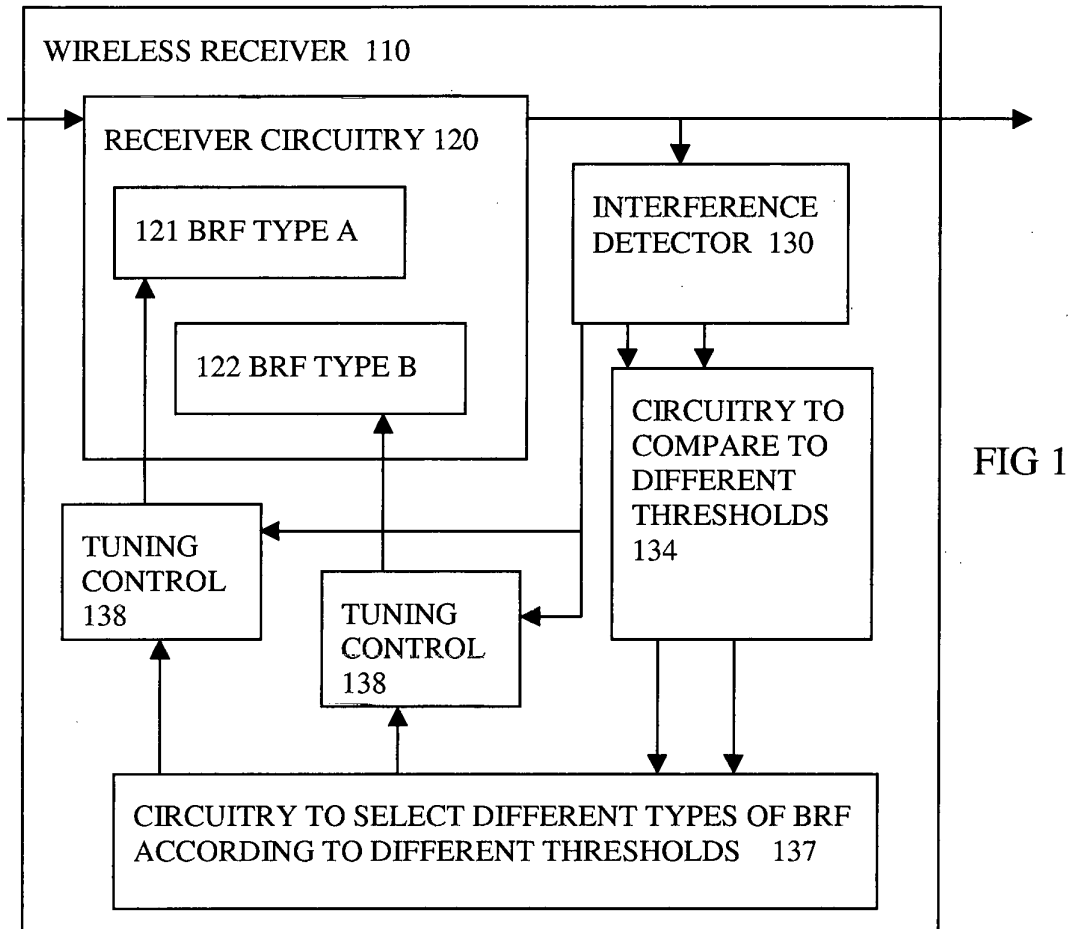 WIRELESS RECEIVER 110
RECEIVER CIRCUITRY 120
121 BRF TYPE A
122 BRF TYPE B
INTERFERENCE
DETECTOR 130
CIRCUITRY TO
COMPARE TO
DIFFERENT
THRESHOLDS
134
FIG 1
TUNING
CONTROL
138
TUNING
CONTROL
138
CIRCUITRY TO SELECT DIFFERENT TYPES OF BRF
ACCORDING TO DIFFERENT THRESHOLDS 137